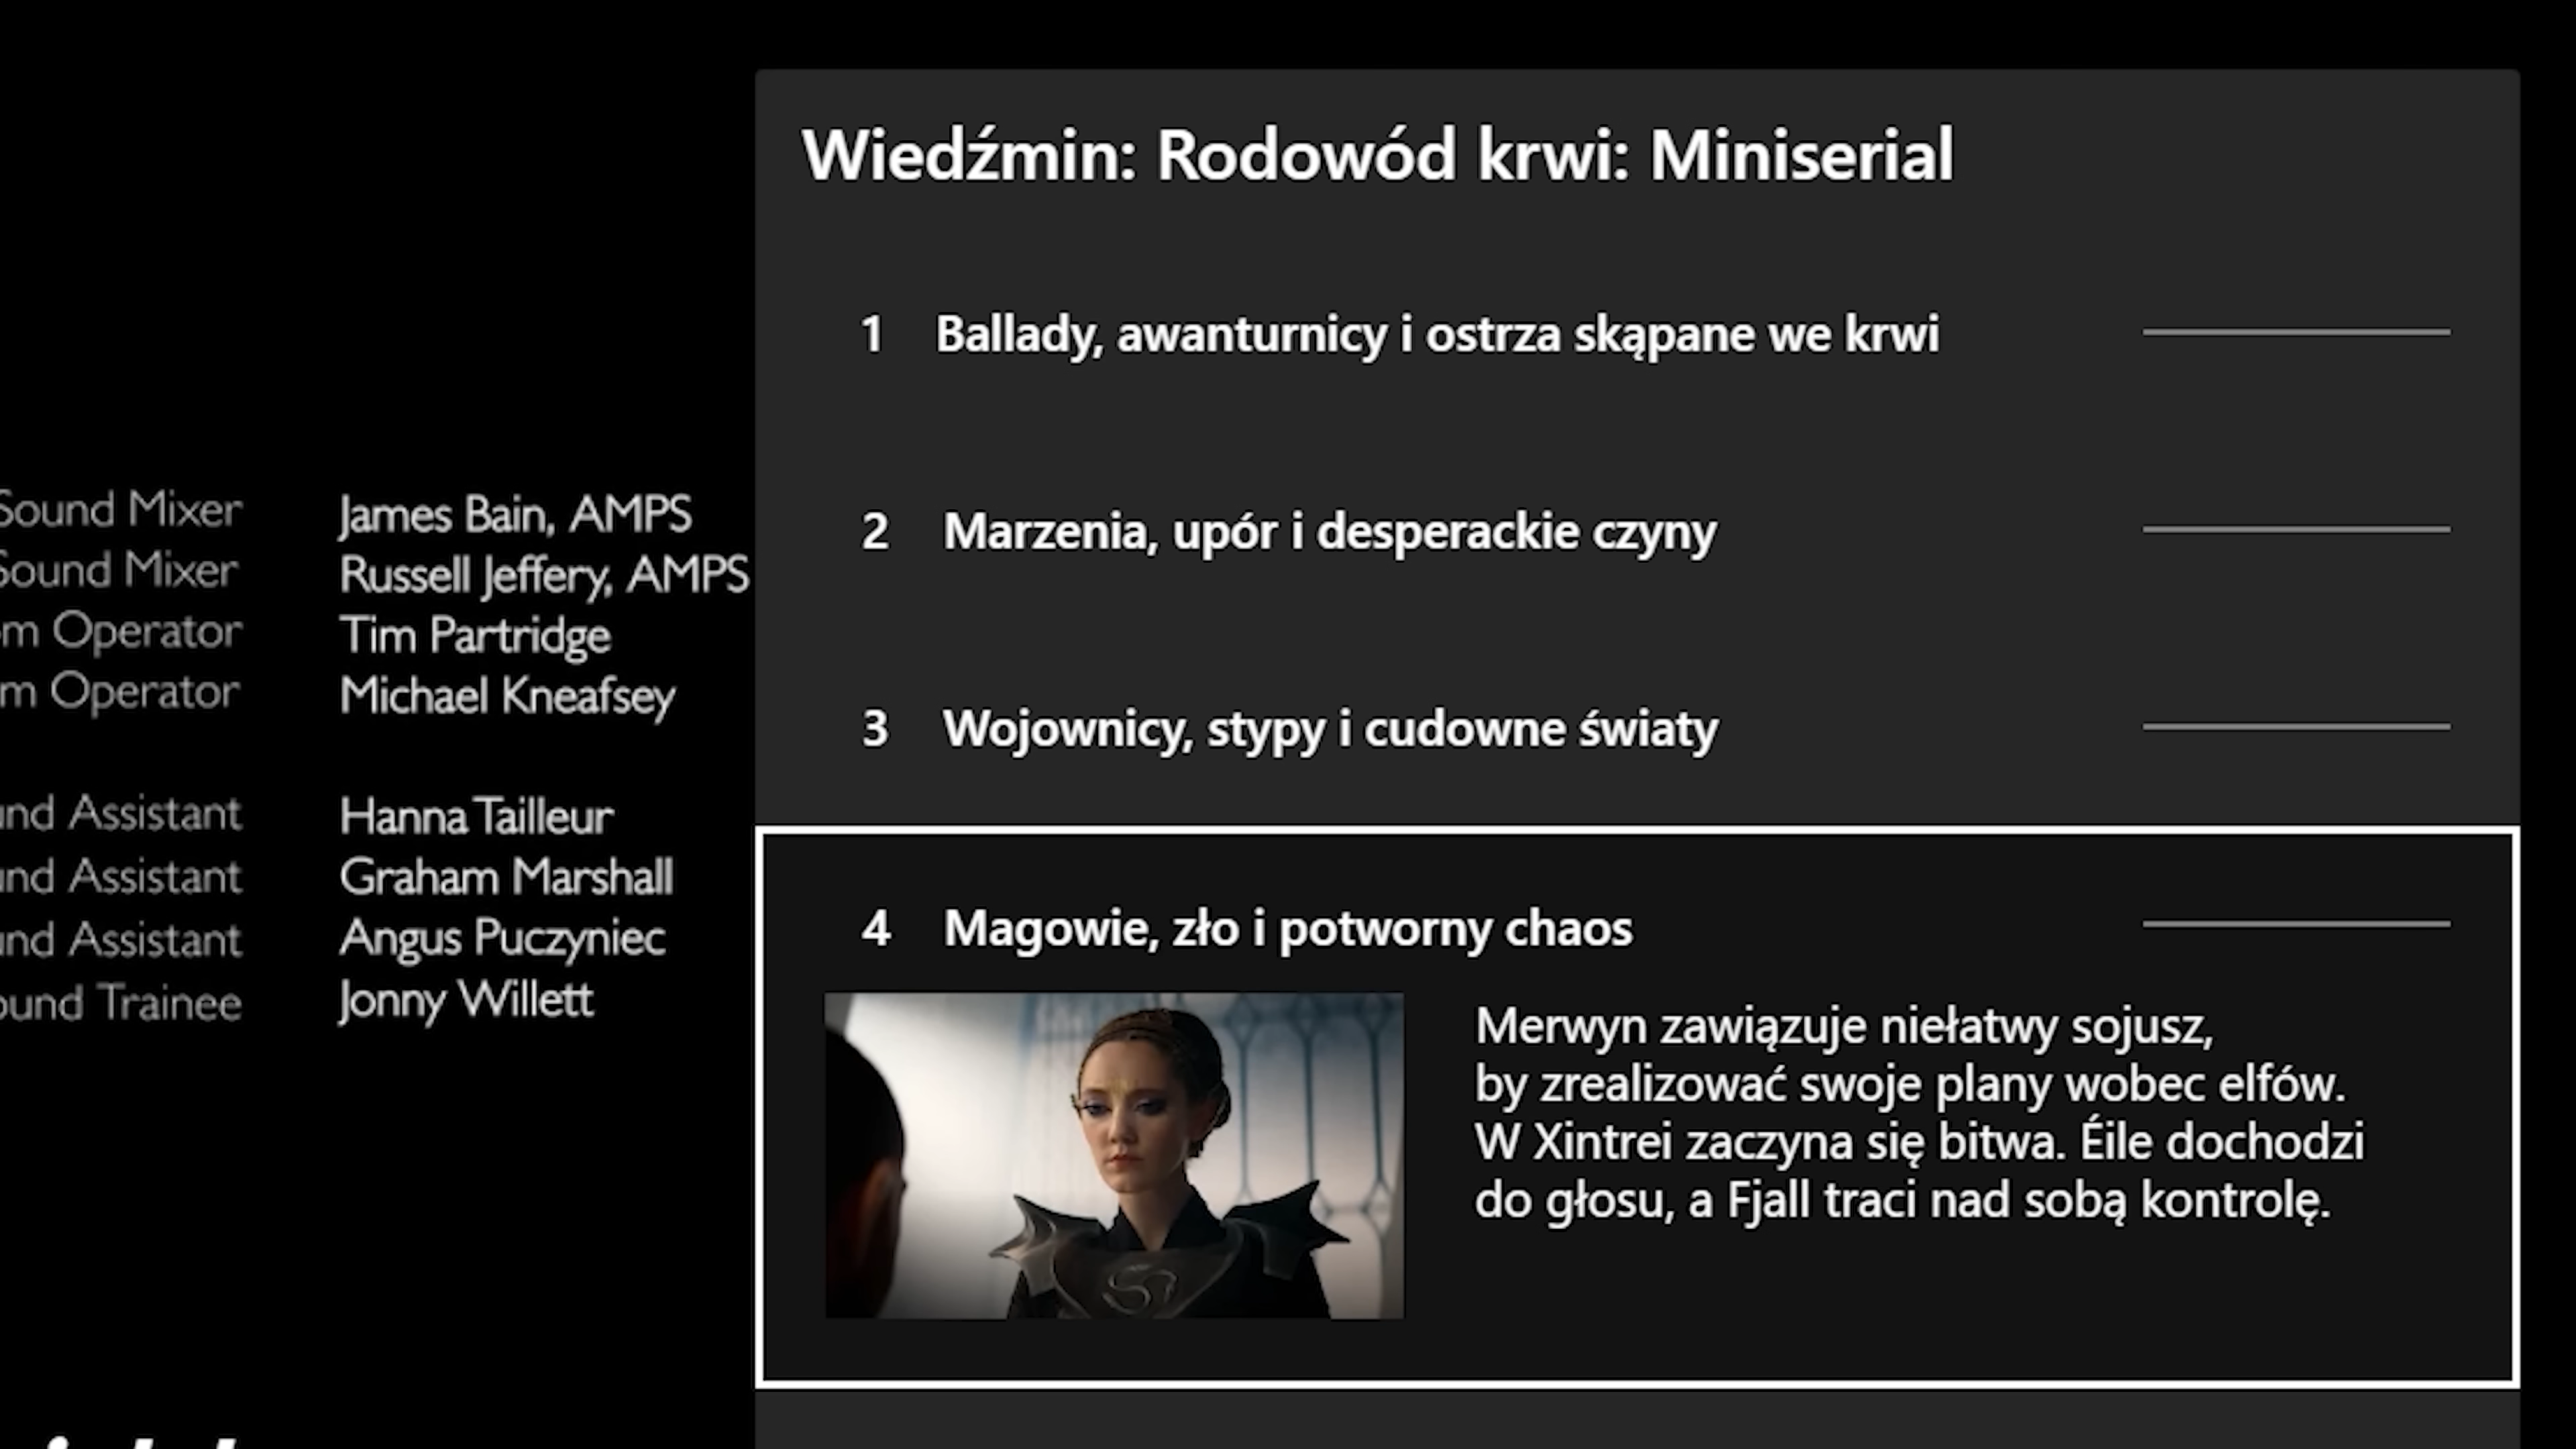 Sound Mixer James Bain, AMPS
Sound Mixer Russell Jeffery, AMPS
Operator Tim Partridge
Operator Michael Kneafsey
Assistant Hanna Tailleur
Assistant Graham Marshall
Assistant Angus Puczyniec
Trainee Jonny Willett
Wiedźmin: Rodowód krwi: Miniserial
1 Ballady, awanturnicy i ostrza skąpane we krwi
2 Marzenia, upór i desperackie czyny
3 Wojownicy, stypy i cudowne światy
4 Magowie, zło i potworny chaos
Merwyn zawiązuje niełatwy sojusz,
by zrealizować swoje plany wobec elfów.
W Xintrei zaczyna się bitwa. Éile dochodzi
do głosu, a Fjall traci nad sobą kontrolę.